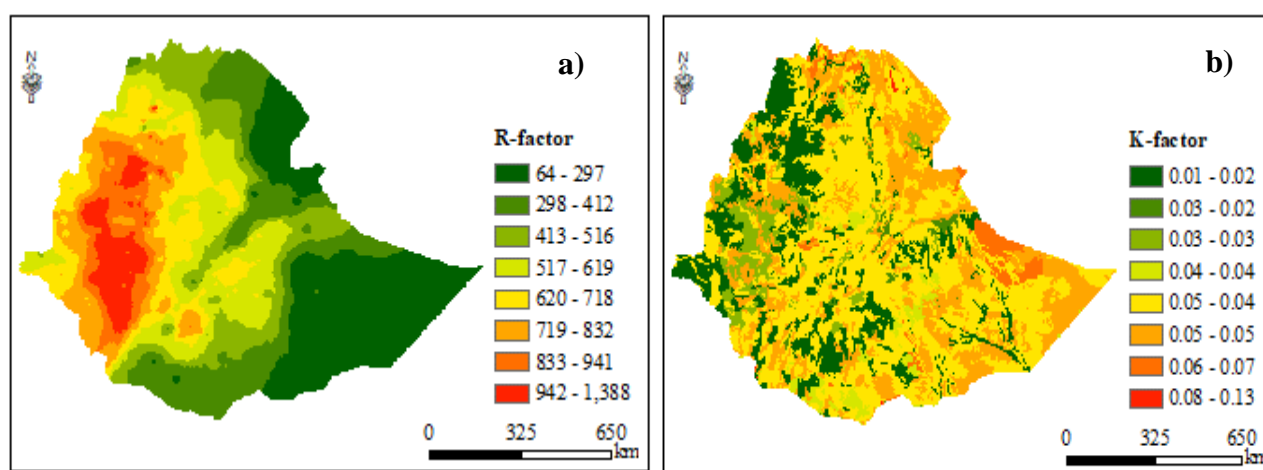 N
a)
R-factor
64 - 297
298 - 412
413 - 516
517 - 619
620 - 718
719 - 832
833 - 941
942 - 1,388
0 325 650
km
N
b)
K-factor
0.01 - 0.02
0.03 - 0.02
0.03 - 0.03
0.04 - 0.04
0.05 - 0.04
0.05 - 0.05
0.06 - 0.07
0.08 - 0.13
0 325 650
km